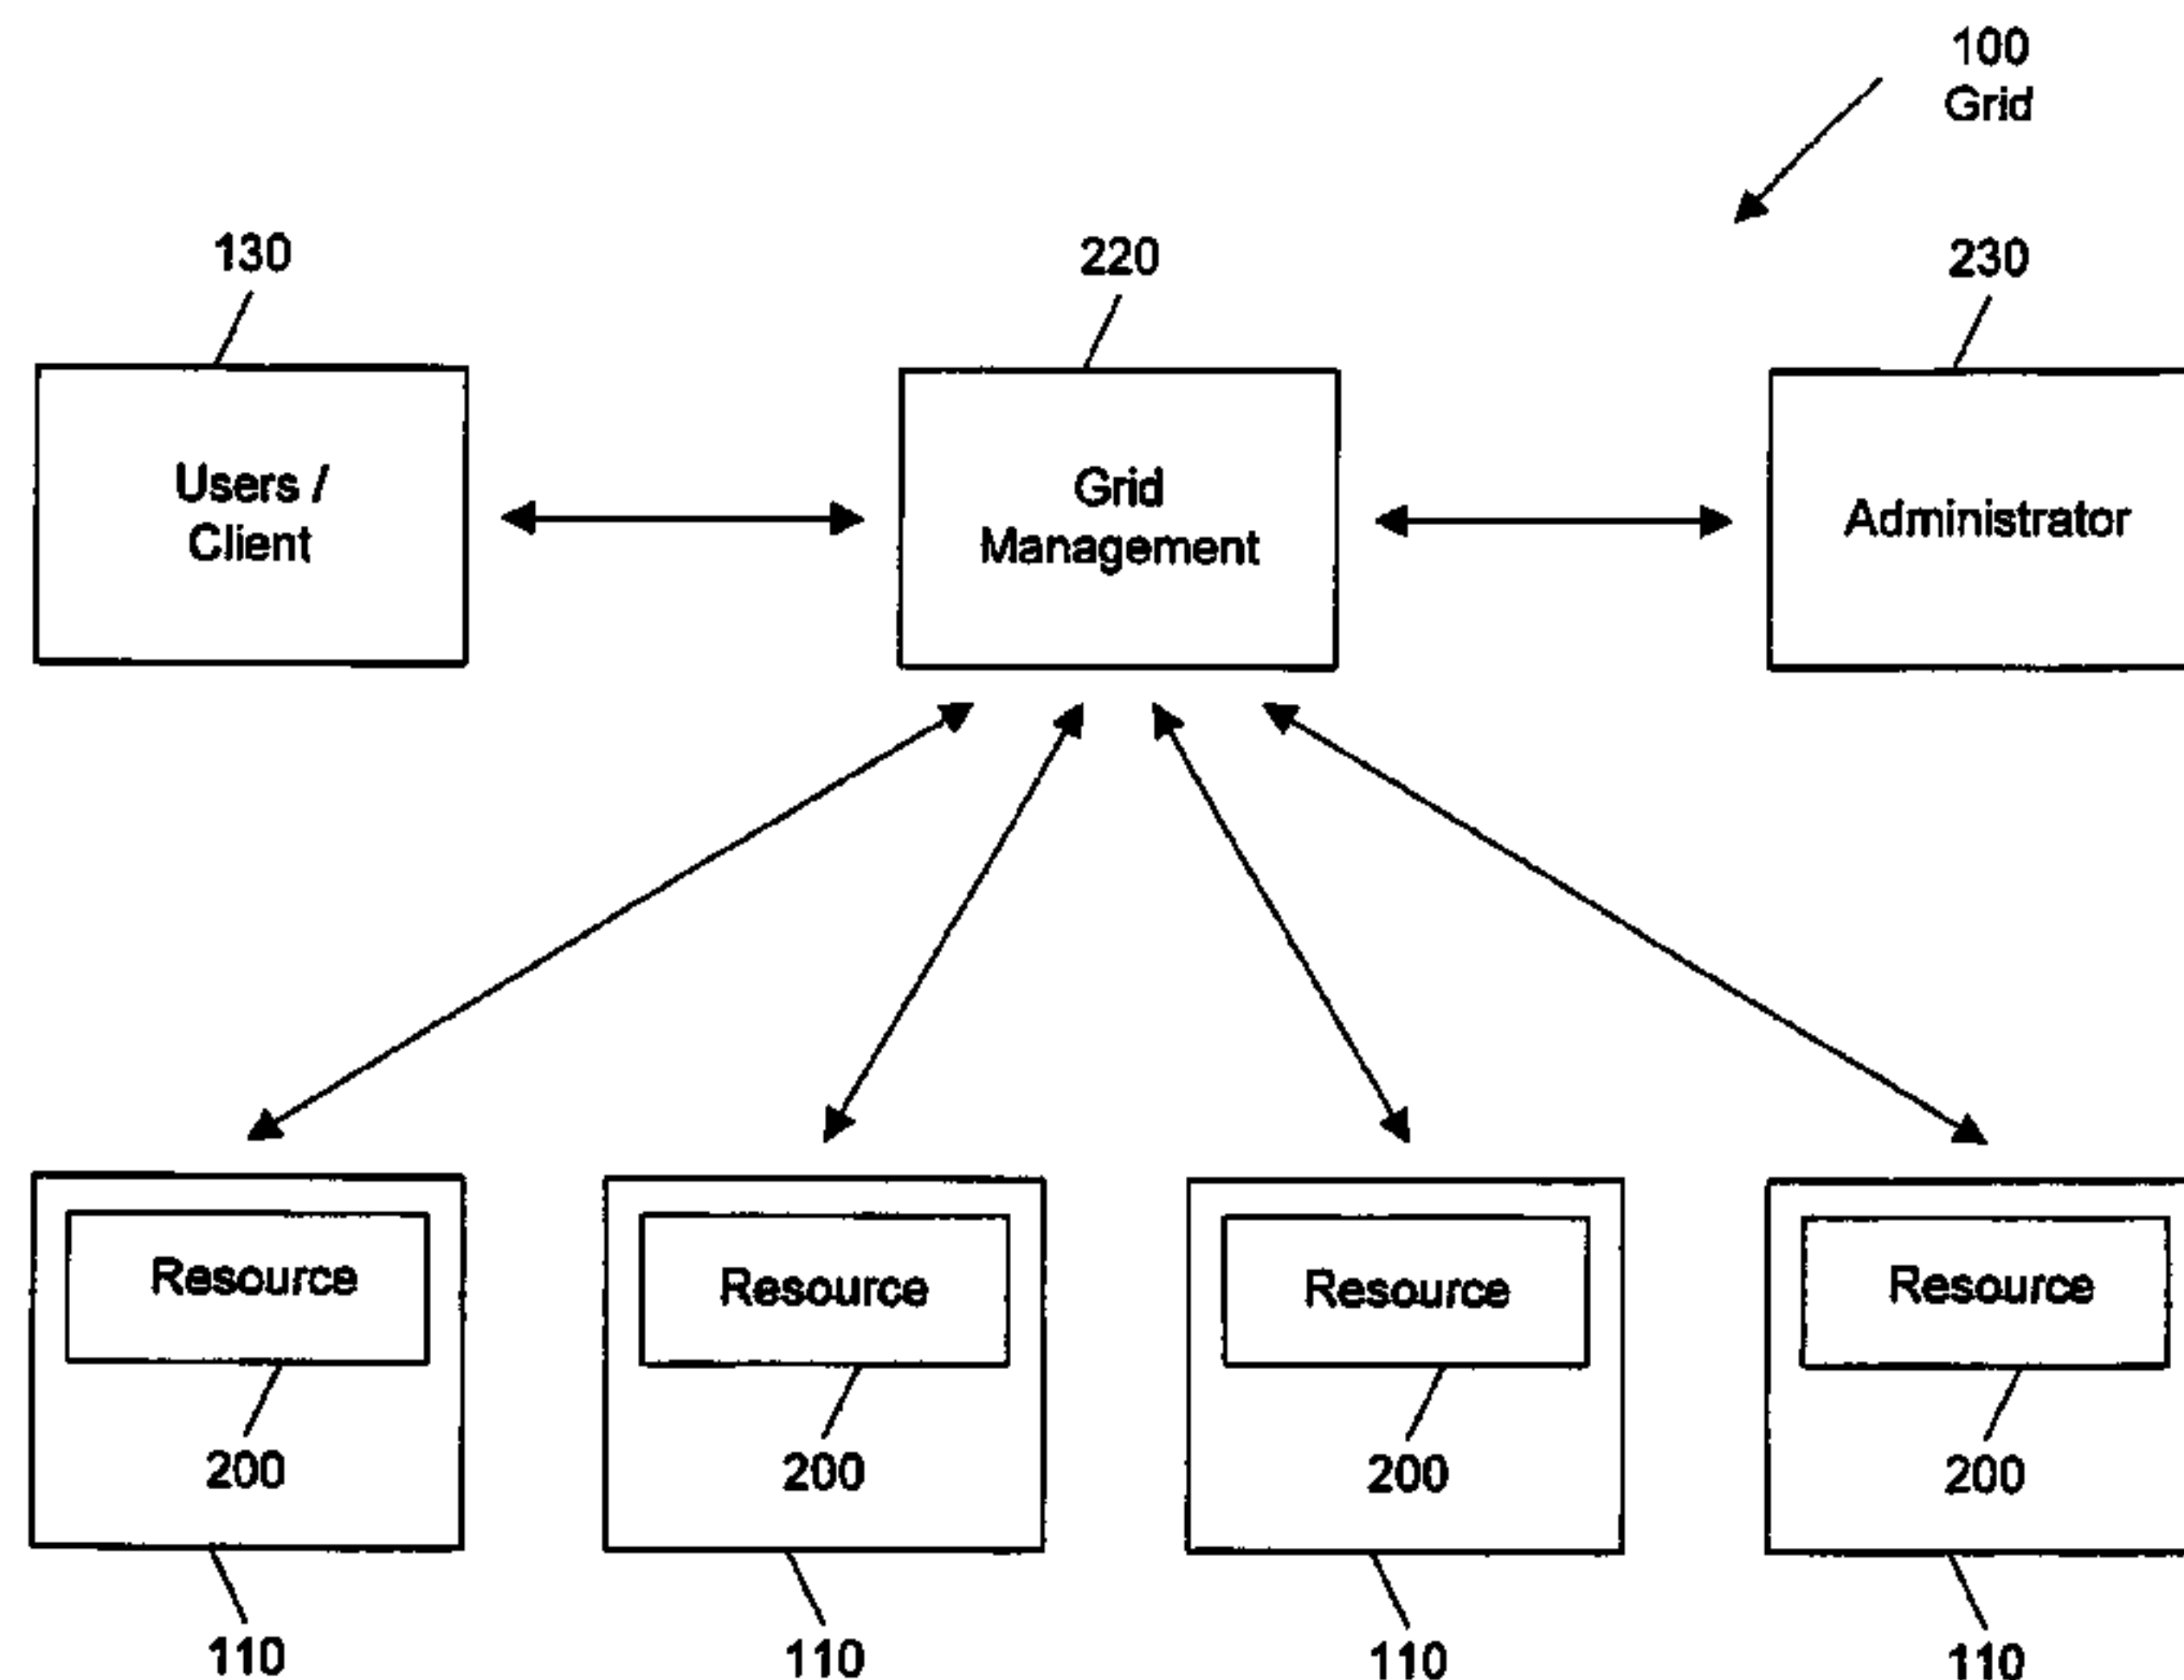 100
Grid
130
220
230
Users /
Client
Grid
Management
Administrator
Resource
Resource
Resource
Resource
200
200
200
200
110
110
110
110